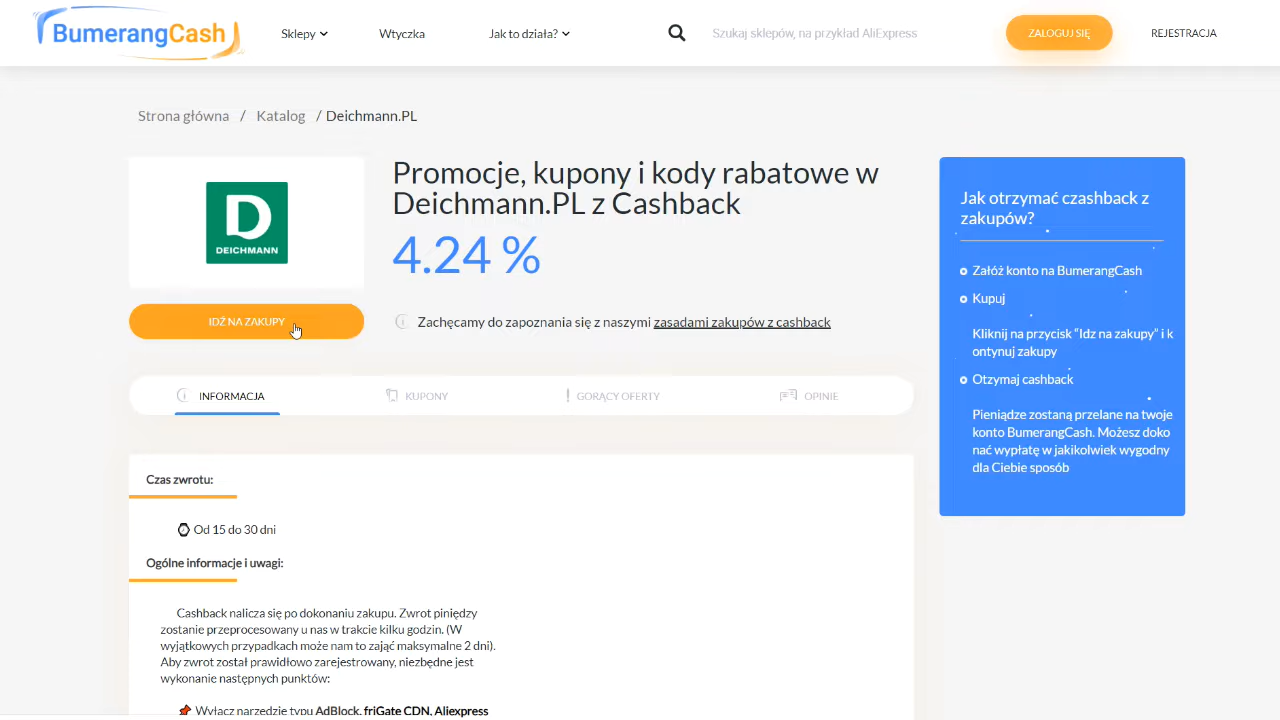 BumerangCash
Sklepy
Wtyczka
Jak to działa?
Szukaj sklepów, na przykład AliExpress
ZALOGUJ SIĘ
REJESTRACJA
Strona główna / Katalog / Deichmann.PL
D
DEICHMANN
IDŹ NA ZAKUPY
Promocje, kupony i kody rabatowe w
Deichmann.PL z Cashback
4.24 %
Zachęcamy do zapoznania się z naszymi zasadami zakupów z cashback
INFORMACJA
KUPONY
GORĄCY OFERTY
OPINIE
Czas zwrotu:
Od 15 do 30 dni
Ogólne informacje i uwagi:
Cashback nalicza się po dokonaniu zakupu. Zwrot piniędzy
zostanie przeprocesowany u nas w trakcie kilku godzin. (W
wyjątkowych przypadkach może nam to zająć maksymalne 2 dni).
Aby zwrot został prawidłowo zarejestrowany, niezbędne jest
wykonanie następnych punktów:
Wyłącz narzędzie typu AdBlock, friGate CDN, Aliexpress
Jak otrzymać czashback z
zakupów?
Załóż konto na BumerangCash
Kupuj
Kliknij na przycisk “Idz na zakupy” i k
ontynuj zakupy
Otzymaj cashback
Pieniądze zostaną przelane na twoje
konto BumerangCash. Możesz doko
nać wypłatę w jakikolwiek wygodny
dla Ciebie sposób